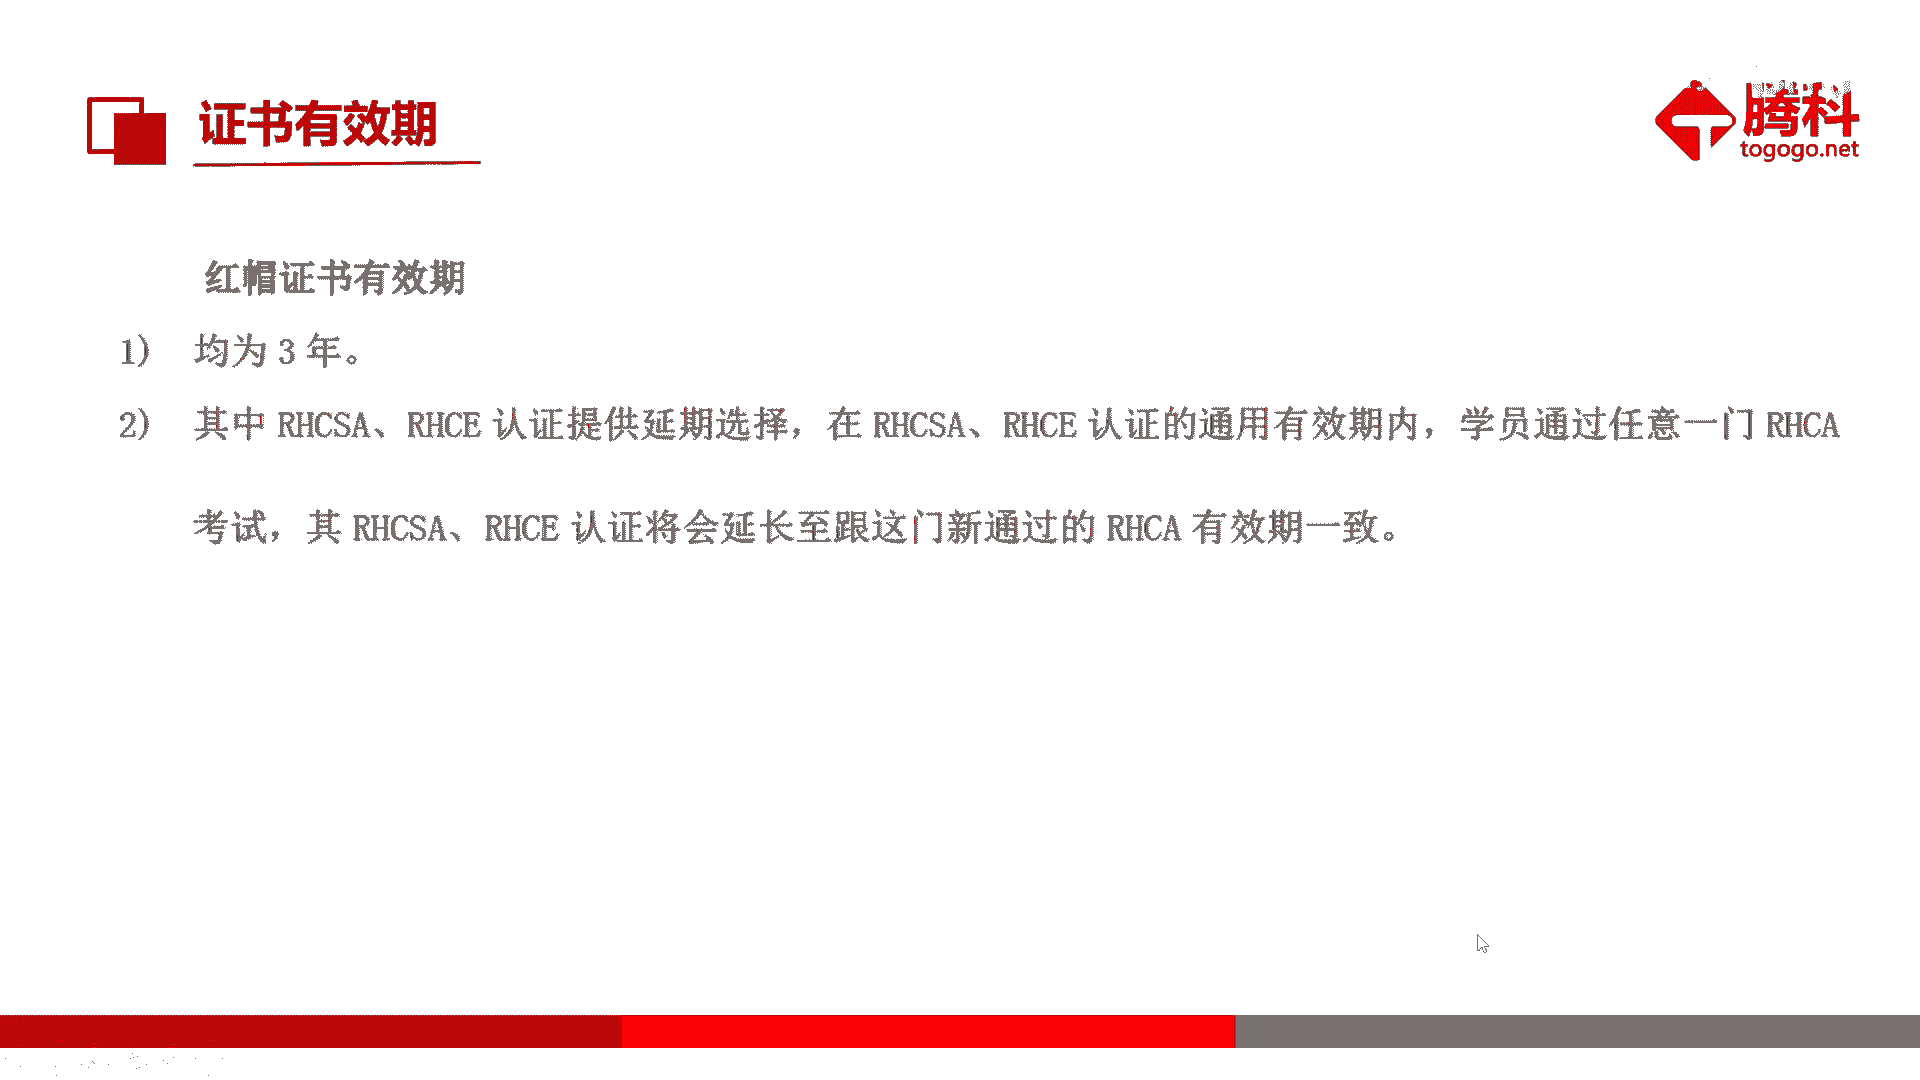 证书有效期
腾科
togogo.net
红帽证书有效期
1) 均为 3 年。
2) 其中 RHCSA、RHCE 认证提供延期选择，在 RHCSA、RHCE 认证的通用有效期内，学员通过任意一门 RHCA
考试，其 RHCSA、RHCE 认证将会延长至跟这门新通过的 RHCA 有效期一致。